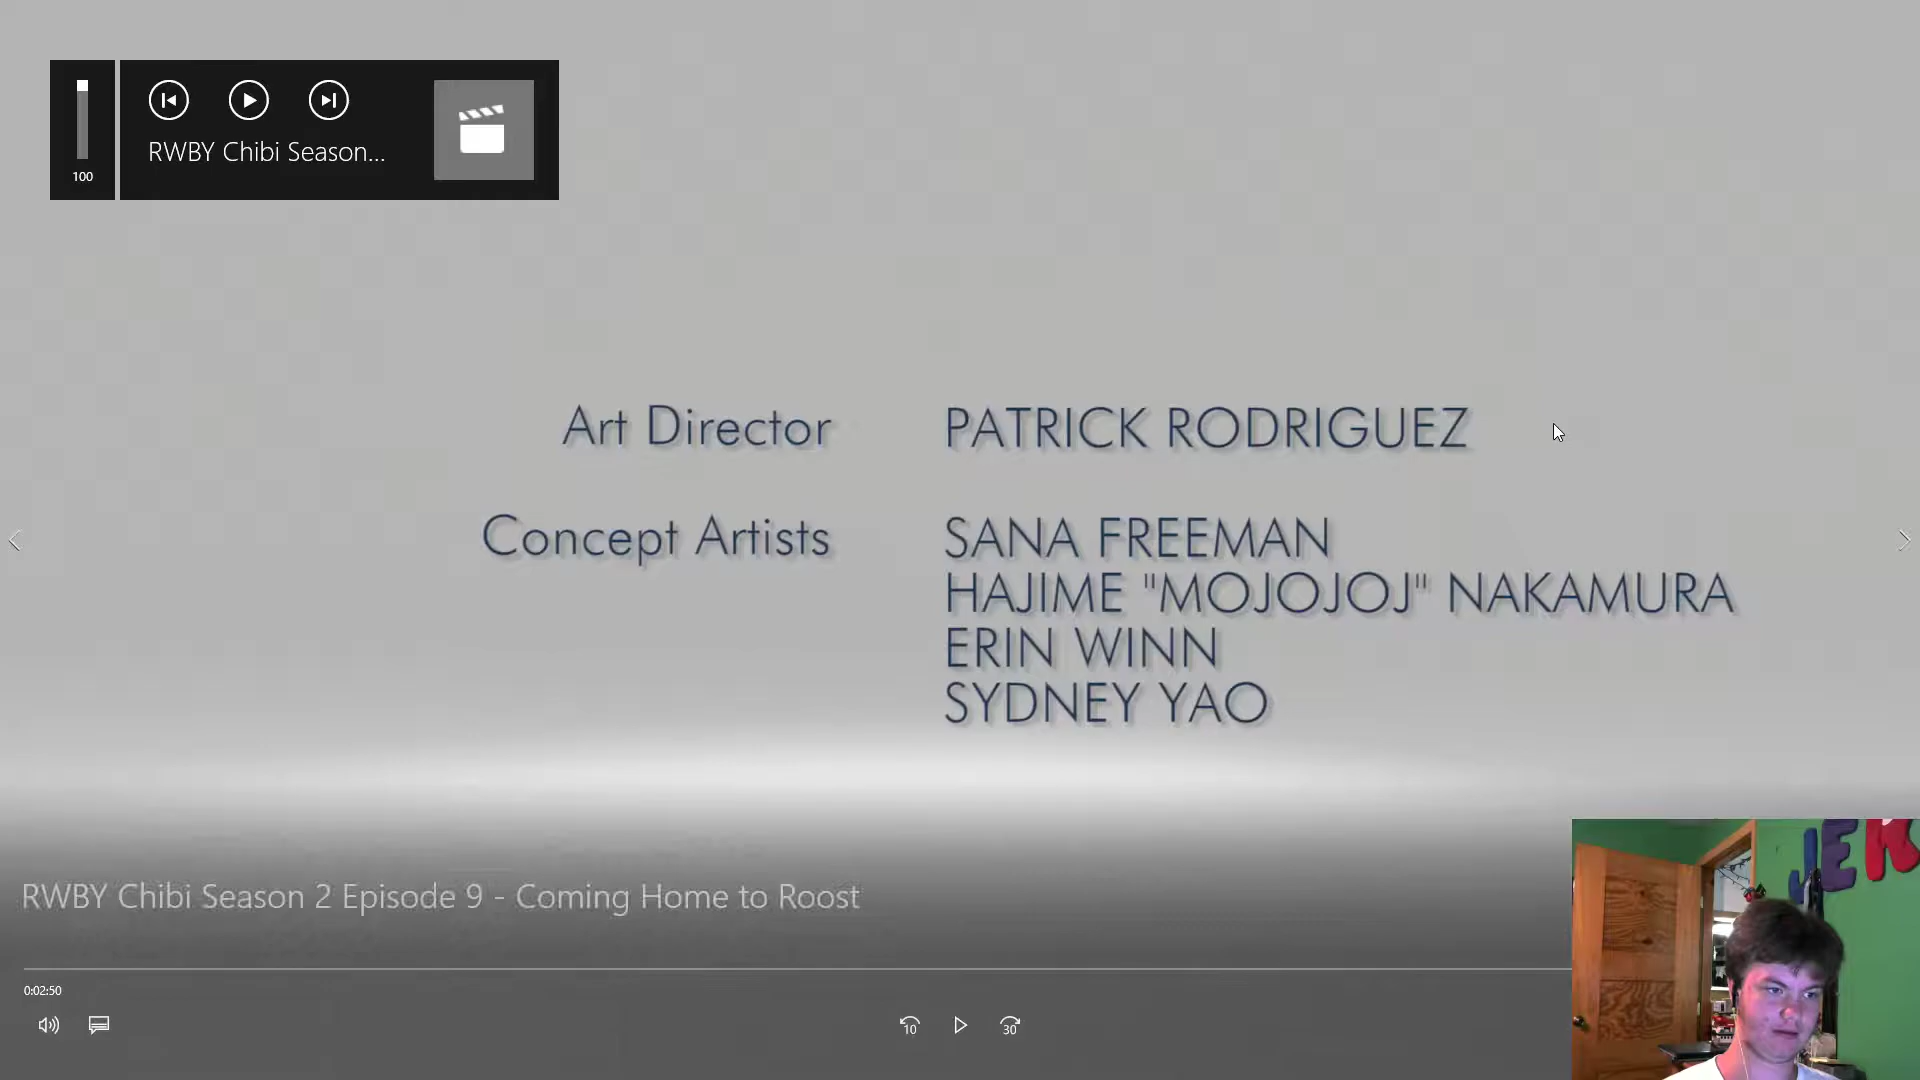 100
RWBY Chibi Season...
Art Director PATRICK RODRIGUEZ
Concept Artists SANA FREEMAN
HAJIME "MOJOJOJ" NAKAMURA
ERIN WINN
SYDNEY YAO
RWBY Chibi Season 2 Episode 9 - Coming Home to Roost
0:02:50
10
30
JER